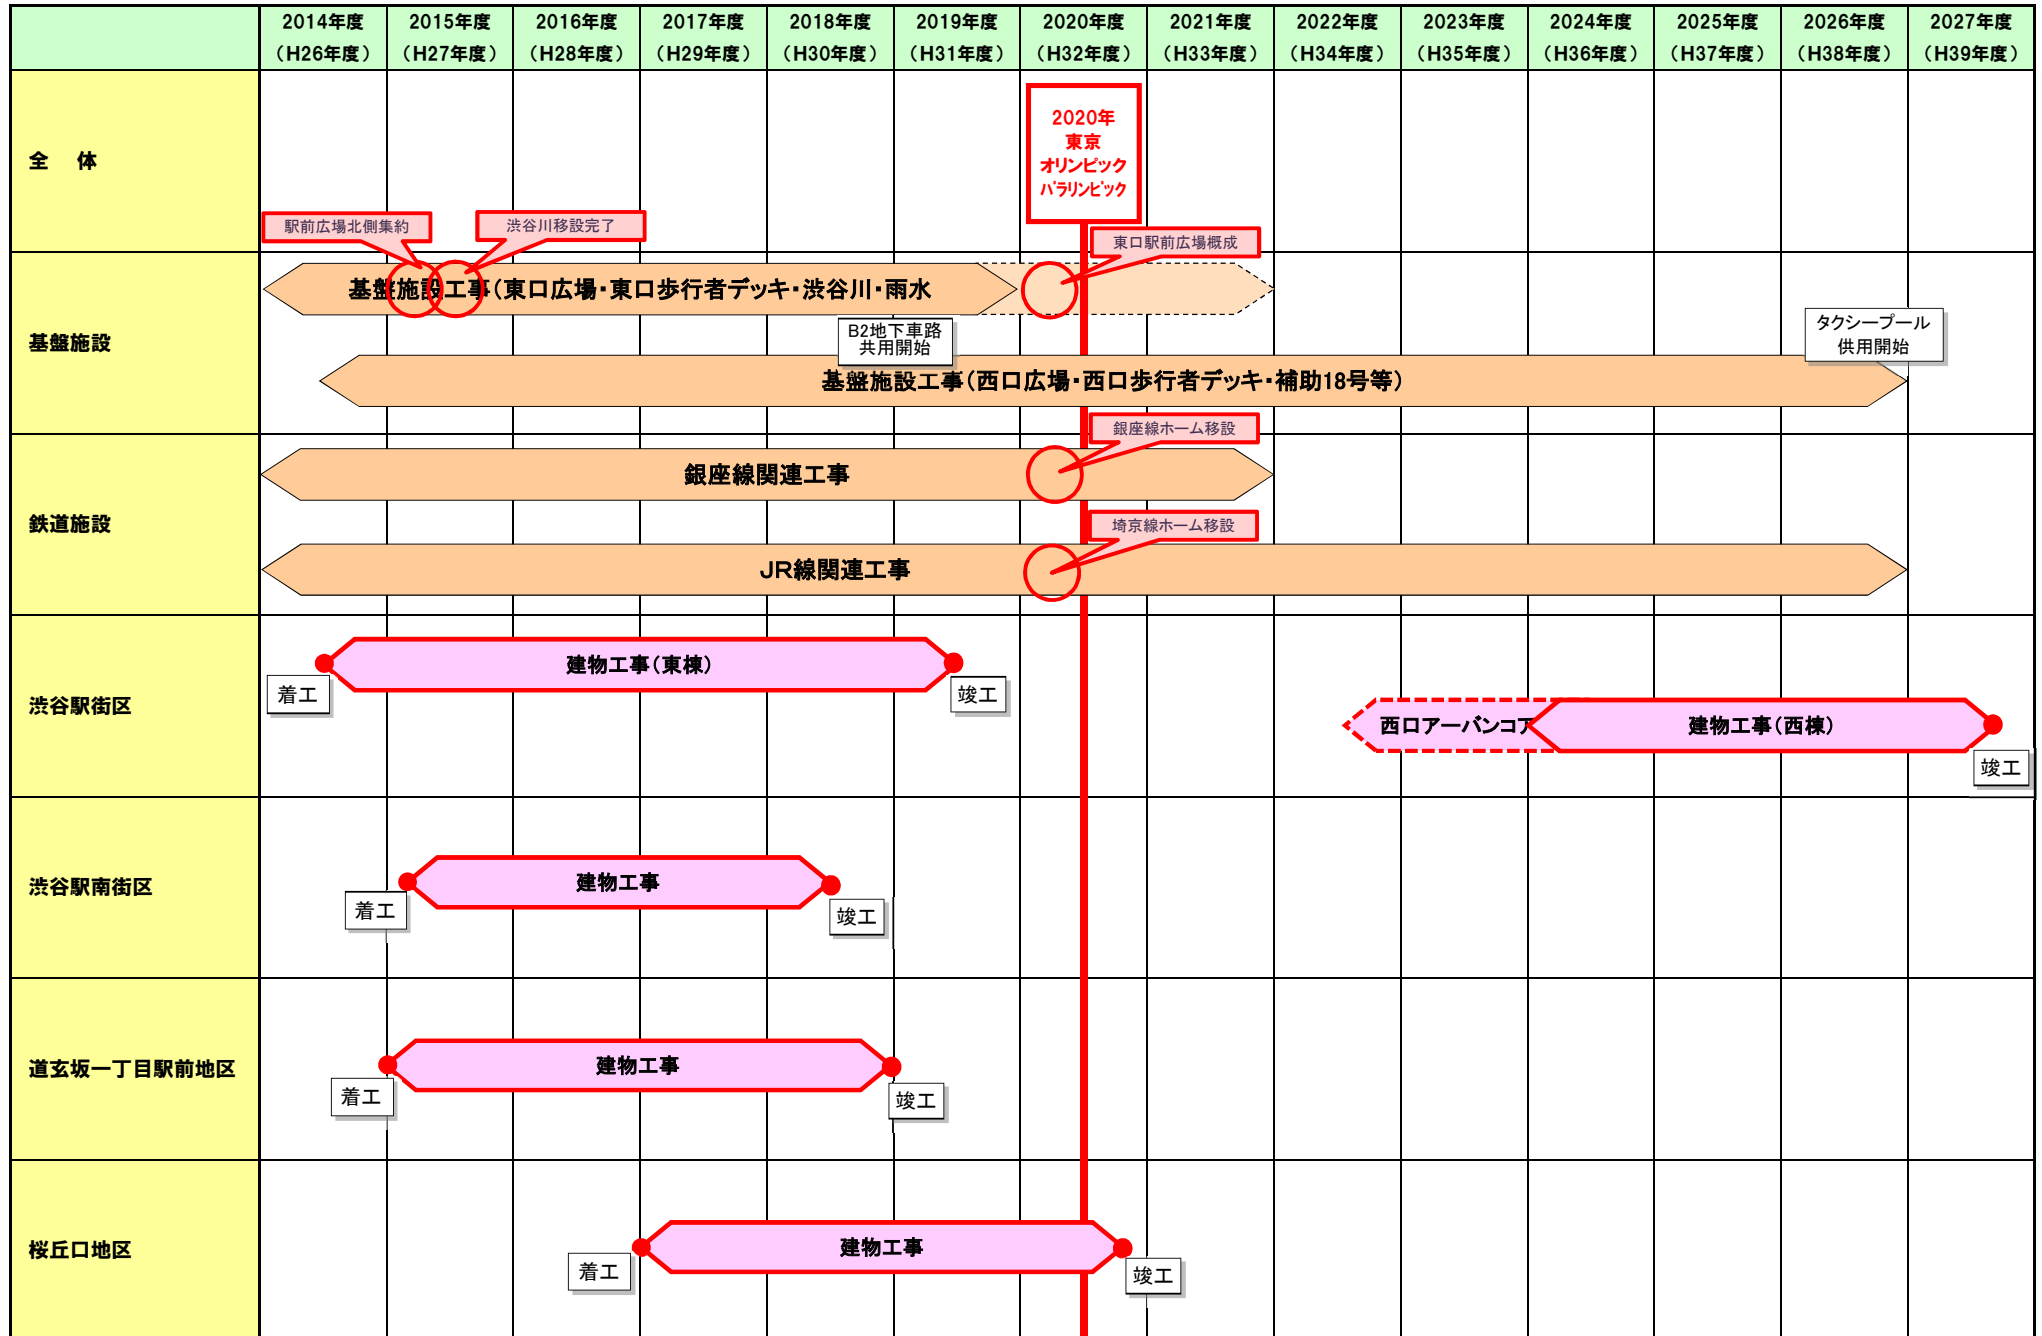 2014年度 2015年度 2016年度 2017年度 2018年度 2019年度 2020年度 2021年度 2022年度 2023年度 2024年度 2025年度 2026年度 2027年度
（H26年度） （H27年度） （H28年度） （H29年度） （H30年度） （H31年度） （H32年度） （H33年度） （H34年度） （H35年度） （H36年度） （H37年度） （H38年度） （H39年度）
全 体
2020年
東京
オリンピック
パラリンピック
駅前広場北側集約
渋谷川移設完了
東口駅前広場概成
基盤施設
基盤施設工事（東口広場・東口歩行者デッキ・渋谷川・雨水
B2地下車路
共用開始
タクシープール
供用開始
基盤施設工事（西口広場・西口歩行者デッキ・補助18号等）
鉄道施設
銀座線ホーム移設
銀座線関連工事
埼京線ホーム移設
JR線関連工事
渋谷駅街区
建物工事（東棟）
着工
竣工
西口アーバンコア
建物工事（西棟）
竣工
渋谷駅南街区
建物工事
着工
竣工
道玄坂一丁目駅前地区
建物工事
着工
竣工
桜丘口地区
建物工事
着工
竣工